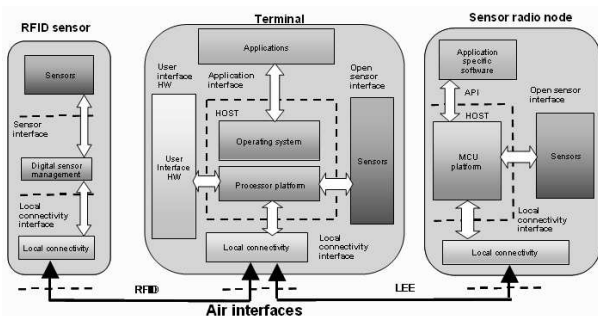 RFID sensor
Sensors
Sensor
interface
Digital sensor
management
Local
connectivity
interface
Local connectivity
Terminal
Applications
User
interface
HW
Application
interface
Open
sensor
interface
HOST
Operating system
User
Interface
HW
Processor platform
Sensors
Local connectivity
Local
connectivity
interface
Sensor radio node
Application
specific
software
API
Open sensor
interface
HOST
MCU
platform
Sensors
Local
connectivity
interface
Local connectivity
RFID
LEE
Air interfaces